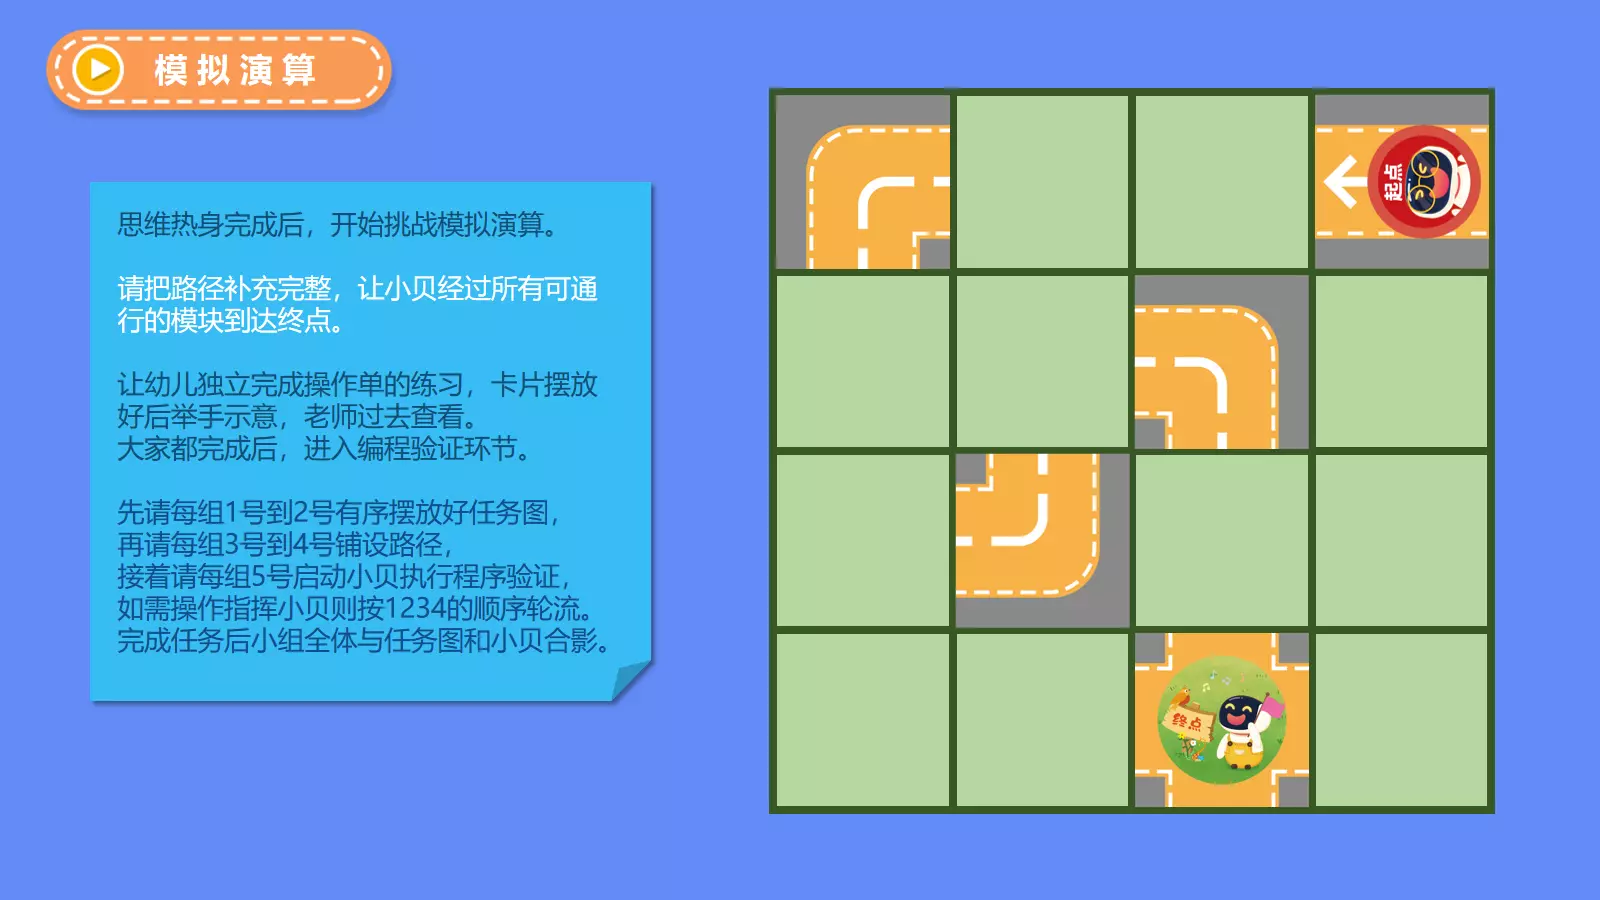 模拟演算
思维热身完成后，开始挑战模拟演算。
请把路径补充完整，让小贝经过所有可通
行的模块到达终点。
让幼儿独立完成操作单的练习，卡片摆放
好后举手示意，老师过去查看。
大家都完成后，进入编程验证环节。
先请每组1号到2号有序摆放好任务图，
再请每组3号到4号铺设路径，
接着请每组5号启动小贝执行程序验证，
如需操作指挥小贝则按1234的顺序轮流。
完成任务后小组全体与任务图和小贝合影。
起点
终点